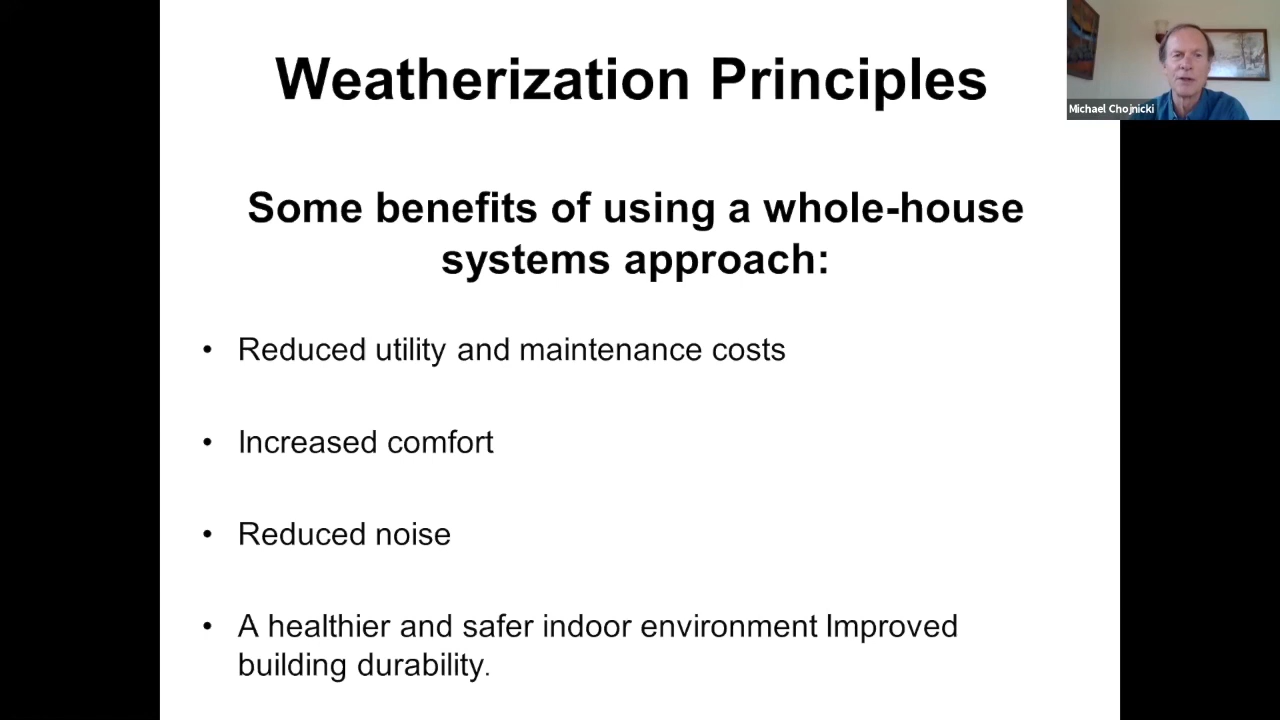 Weatherization Principles
Michael Chojnicki
Some benefits of using a whole-house
systems approach:
• Reduced utility and maintenance costs
• Increased comfort
• Reduced noise
• A healthier and safer indoor environment Improved
building durability.